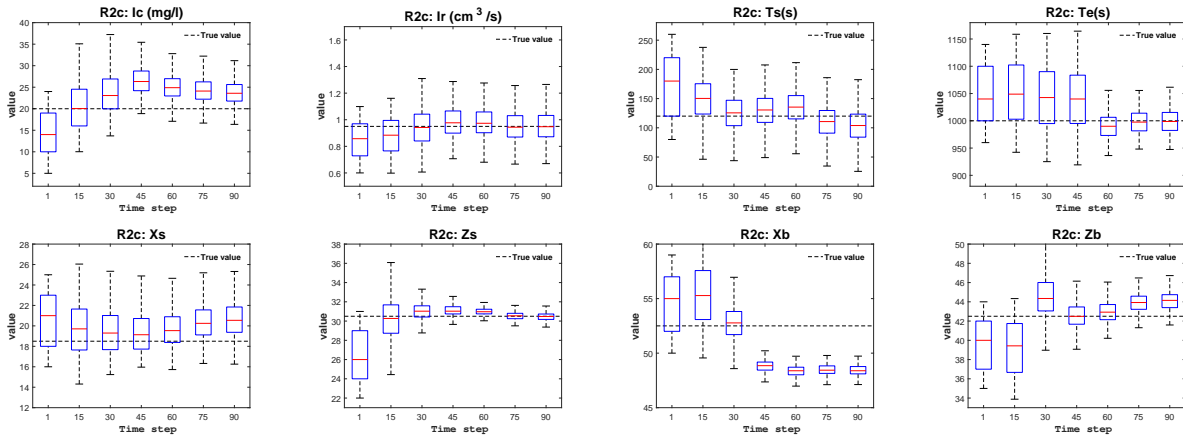 R2c: Ic (mg/l)
40
35
30
25
20
15
10
5
value
True value
1 15 30 45 60 75 90
Time step
R2c: Ir (cm 3 /s)
1.6
1.4
1.2
1
0.8
0.6
value
True value
1 15 30 45 60 75 90
Time step
R2c: Ts(s)
250
200
150
100
50
0
value
True value
1 15 30 45 60 75 90
Time step
R2c: Te(s)
1150
1100
1050
1000
950
900
value
True value
1 15 30 45 60 75 90
Time step
R2c: Xs
28
26
24
22
20
18
16
14
12
value
True value
1 15 30 45 60 75 90
Time step
R2c: Zs
38
36
34
32
30
28
26
24
22
value
True value
1 15 30 45 60 75 90
Time step
R2c: Xb
60
55
50
45
value
True value
1 15 30 45 60 75 90
Time step
R2c: Zb
50
48
46
44
42
40
38
36
34
value
True value
1 15 30 45 60 75 90
Time step